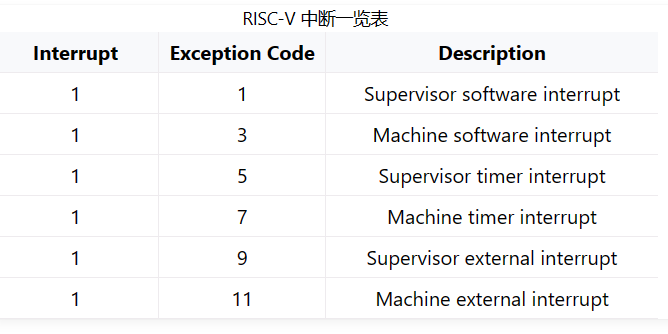 RISC-V 中断一览表
Interrupt Exception Code Description
1 1 Supervisor software interrupt
1 3 Machine software interrupt
1 5 Supervisor timer interrupt
1 7 Machine timer interrupt
1 9 Supervisor external interrupt
1 11 Machine external interrupt